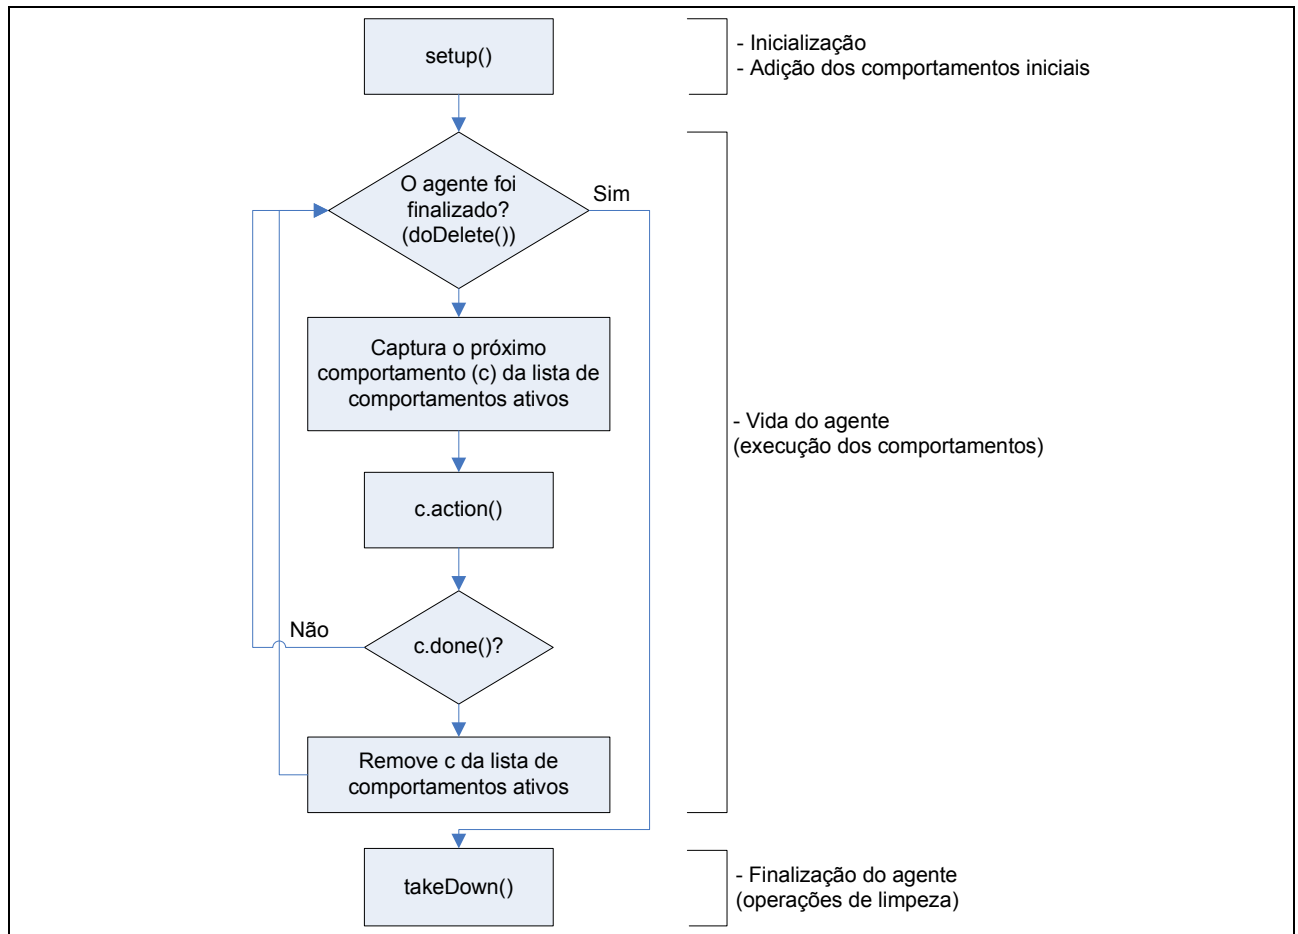 setup()
- Inicialização
- Adição dos comportamentos iniciais
O agente foi
finalizado?
(doDelete())
Sim
Captura o próximo
comportamento (c) da lista de
comportamentos ativos
- Vida do agente
(execução dos comportamentos)
c.action()
Não
c.done()?
Remove c da lista de
comportamentos ativos
takeDown()
- Finalização do agente
(operações de limpeza)